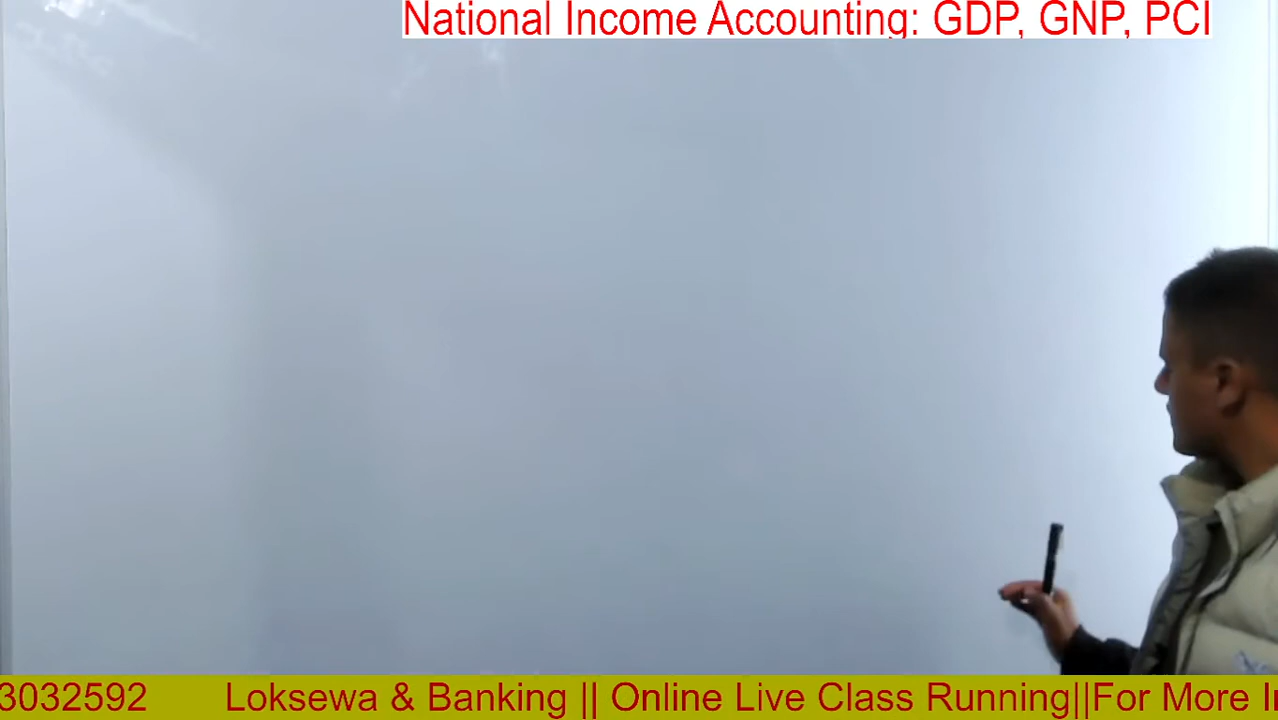 National Income Accounting: GDP, GNP, PCI
3032592 Loksewa & Banking || Online Live Class Running||For More I